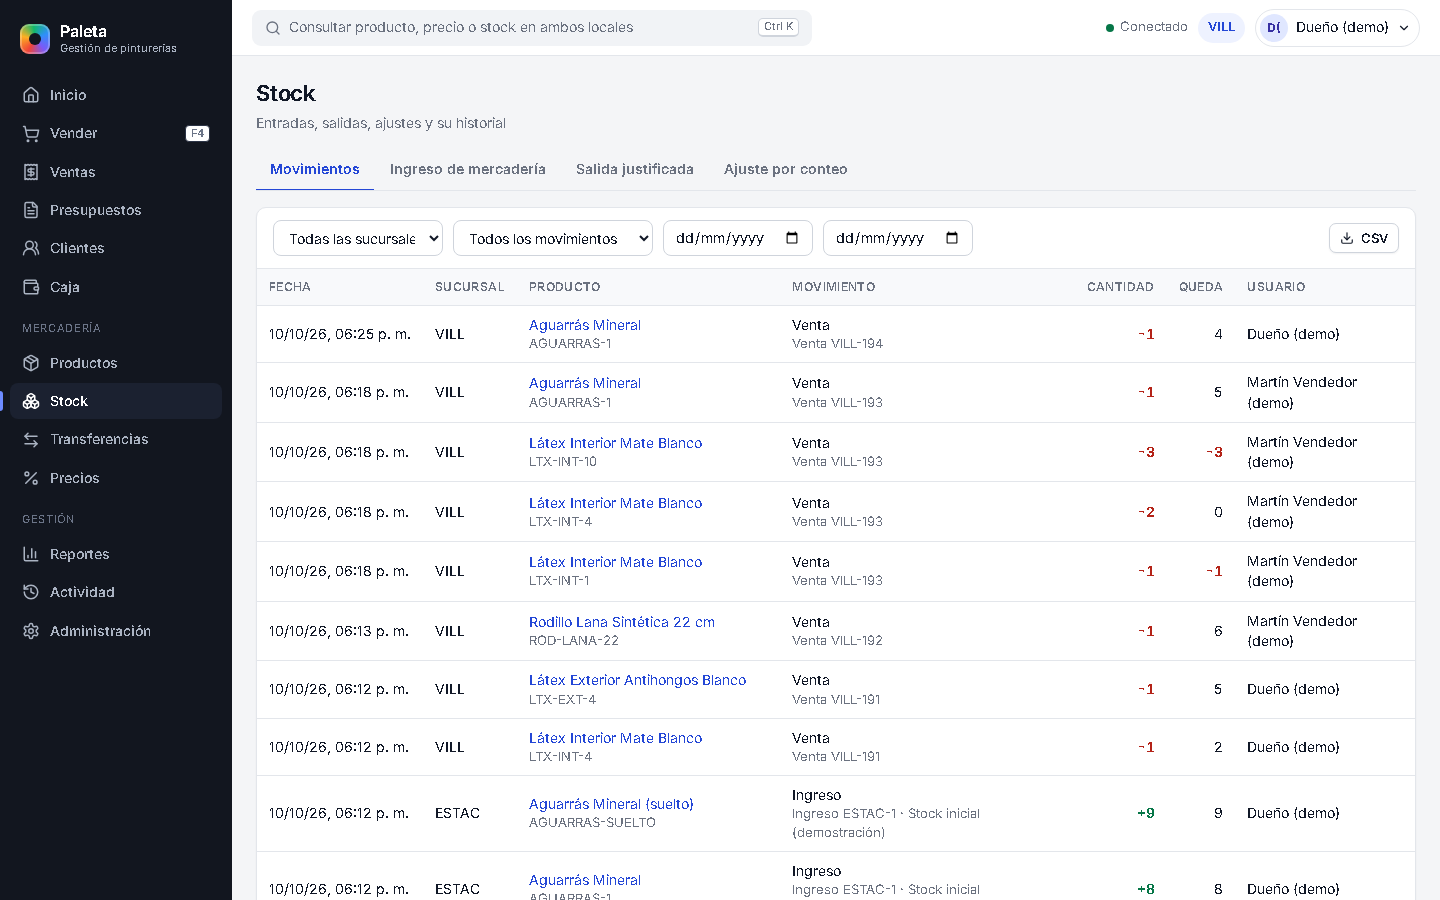 Paleta
Gestión de pinturerías
Inicio
Vender F4
Ventas
Presupuestos
Clientes
Caja
MERCADERÍA
Productos
Stock
Transferencias
Precios
GESTIÓN
Reportes
Actividad
Administración
Consultar producto, precio o stock en ambos locales Ctrl K
Conectado VILL D( Dueño (demo)
Stock
Entradas, salidas, ajustes y su historial
Movimientos Ingreso de mercadería Salida justificada Ajuste por conteo
Todas las sucursale Todos los movimientos dd/mm/yyyy dd/mm/yyyy CSV
FECHA SUCURSAL PRODUCTO MOVIMIENTO CANTIDAD QUEDA USUARIO
10/10/26, 06:25 p. m. VILL Aguarrás Mineral Venta -1 4 Dueño (demo)
AGUARRAS-1 Venta VILL-194
10/10/26, 06:18 p. m. VILL Aguarrás Mineral Venta -1 5 Martín Vendedor
AGUARRAS-1 Venta VILL-193 (demo)
10/10/26, 06:18 p. m. VILL Látex Interior Mate Blanco Venta -3 -3 Martín Vendedor
LTX-INT-10 Venta VILL-193 (demo)
10/10/26, 06:18 p. m. VILL Látex Interior Mate Blanco Venta -2 0 Martín Vendedor
LTX-INT-4 Venta VILL-193 (demo)
10/10/26, 06:18 p. m. VILL Látex Interior Mate Blanco Venta -1 -1 Martín Vendedor
LTX-INT-1 Venta VILL-193 (demo)
10/10/26, 06:13 p. m. VILL Rodillo Lana Sintética 22 cm Venta -1 6 Martín Vendedor
ROD-LANA-22 Venta VILL-192 (demo)
10/10/26, 06:12 p. m. VILL Látex Exterior Antihongos Blanco Venta -1 5 Dueño (demo)
LTX-EXT-4 Venta VILL-191
10/10/26, 06:12 p. m. VILL Látex Interior Mate Blanco Venta -1 2 Dueño (demo)
LTX-INT-4 Venta VILL-191
10/10/26, 06:12 p. m. ESTAC Aguarrás Mineral (suelto) Ingreso +9 9 Dueño (demo)
AGUARRAS-SUELTO Ingreso ESTAC-1 · Stock inicial
(demostración)
10/10/26, 06:12 p. m. ESTAC Aguarrás Mineral Ingreso +8 8 Dueño (demo)
AGUARRAS-1 Ingreso ESTAC-1 · Stock inicial